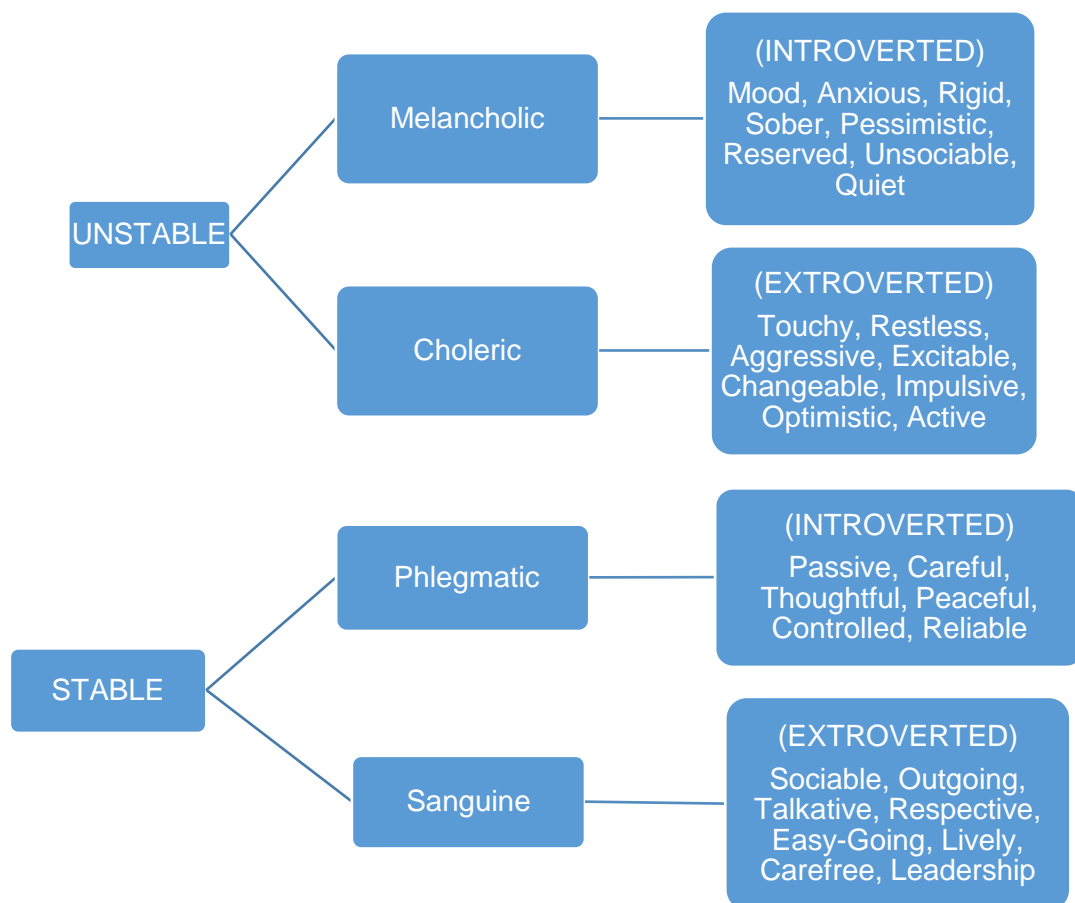 UNSTABLE
Melancholic
(INTROVERTED)
Mood, Anxious, Rigid,
Sober, Pessimistic,
Reserved, Unsociable,
Quiet
Choleric
(EXTROVERTED)
Touchy, Restless,
Aggressive, Excitable,
Changeable, Impulsive,
Optimistic, Active
STABLE
Phlegmatic
(INTROVERTED)
Passive, Careful,
Thoughtful, Peaceful,
Controlled, Reliable
Sanguine
(EXTROVERTED)
Sociable, Outgoing,
Talkative, Respective,
Easy-Going, Lively,
Carefree, Leadership